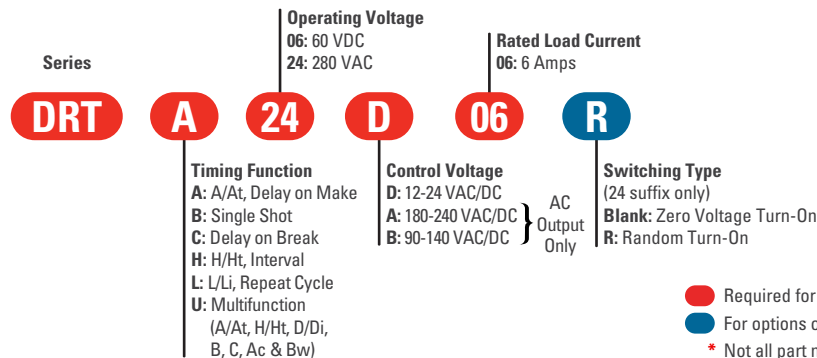 Operating Voltage
06: 60 VDC
24: 280 VAC
Rated Load Current
06: 6 Amps
Series
DRT
A
24
D
06
R
Timing Function
A: A/At, Delay on Make
B: Single Shot
C: Delay on Break
H: H/Ht, Interval
L: L/Li, Repeat Cycle
U: Multifunction
(A/At, H/Ht, D/Di,
B, C, Ac & Bw)
Control Voltage
D: 12-24 VAC/DC
A: 180-240 VAC/DC
B: 90-140 VAC/DC
AC
Output
Only
Switching Type
(24 suffix only)
Blank: Zero Voltage Turn-On
R: Random Turn-On
Required for
For options
* Not all part